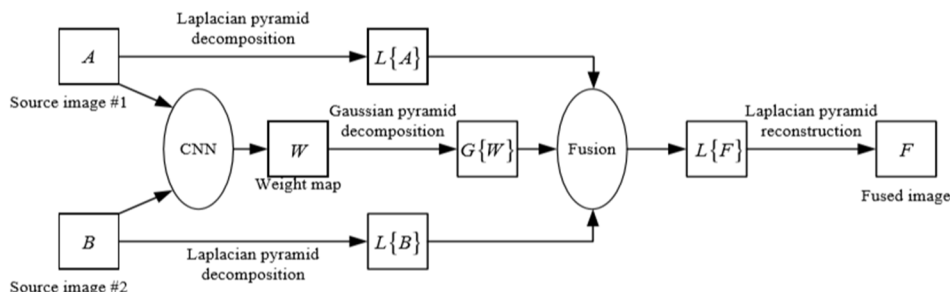 Laplacian pyramid
decomposition
A
L{A}
Source image #1
CNN
W
Weight map
Gaussian pyramid
decomposition
G{W}
Fusion
L{F}
Laplacian pyramid
reconstruction
F
Fused image
B
L{B}
Laplacian pyramid
decomposition
Source image #2